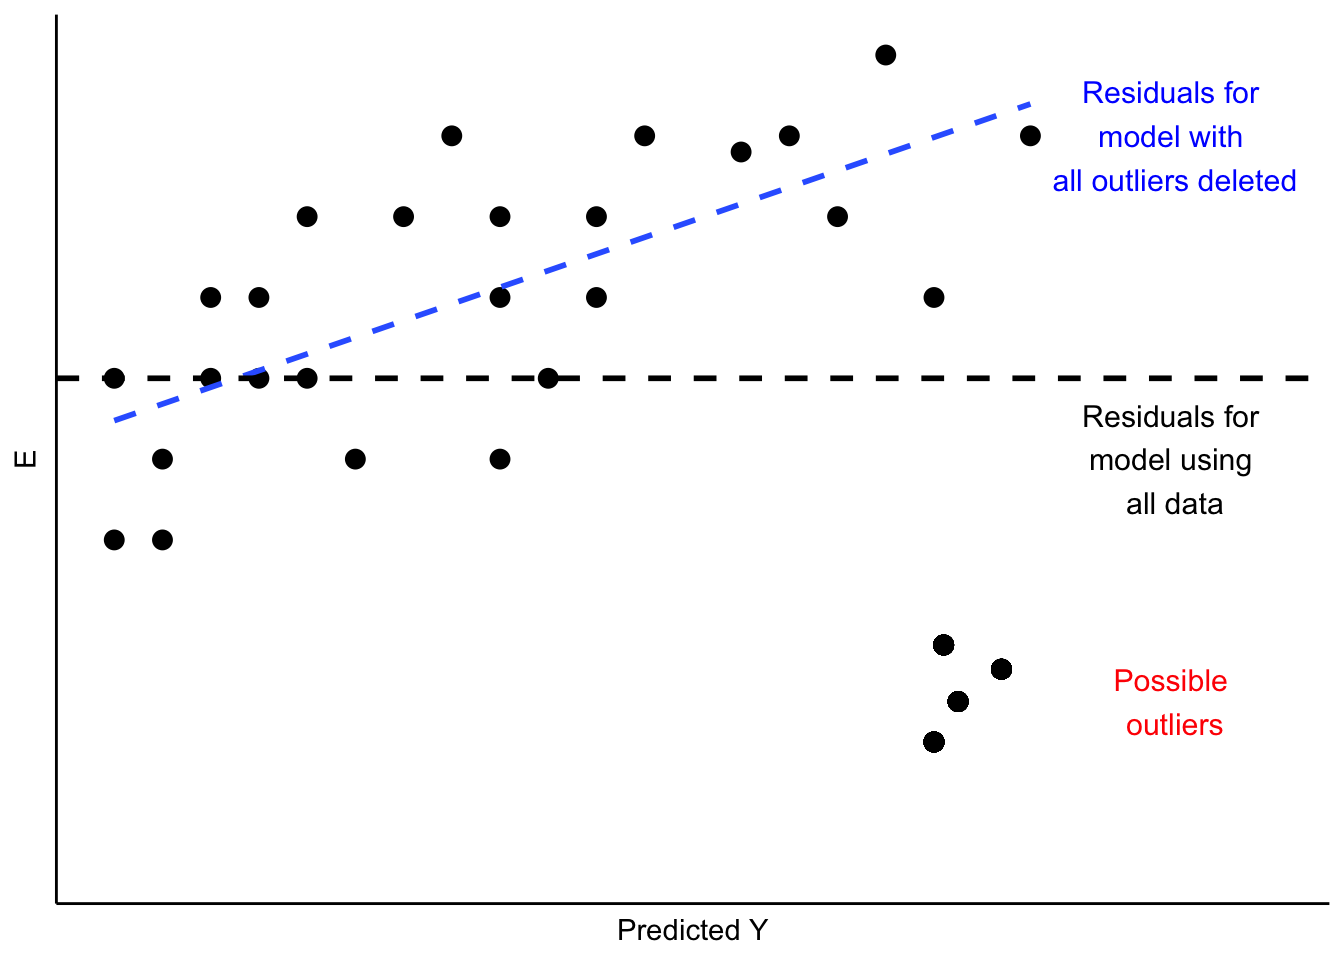 Residuals for
model with
all outliers deleted
Residuals for
model using
all data
E
Possible
outliers
Predicted Y